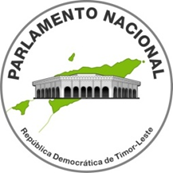 PARLAMENTO NACIONAL
República Democrática de Timor-Leste